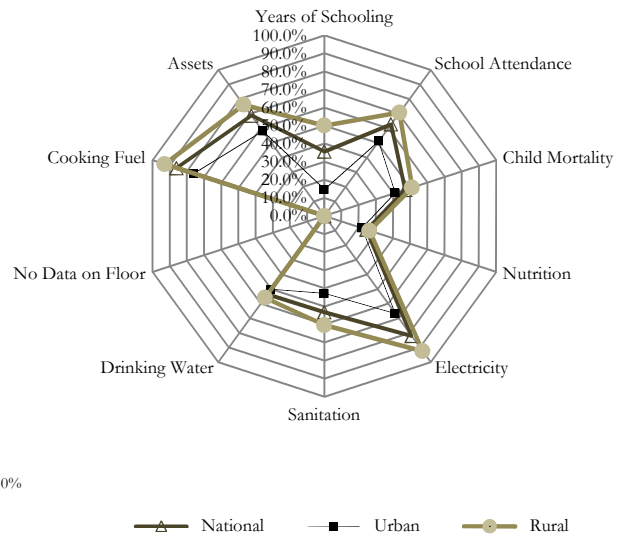 Years of Schooling
100.0%
90.0%
80.0%
70.0%
60.0%
50.0%
40.0%
30.0%
20.0%
10.0%
0.0%
Assets
School Attendance
Cooking Fuel
Child Mortality
No Data on Floor
Nutrition
Drinking Water
Electricity
Sanitation
0%
National
Urban
Rural